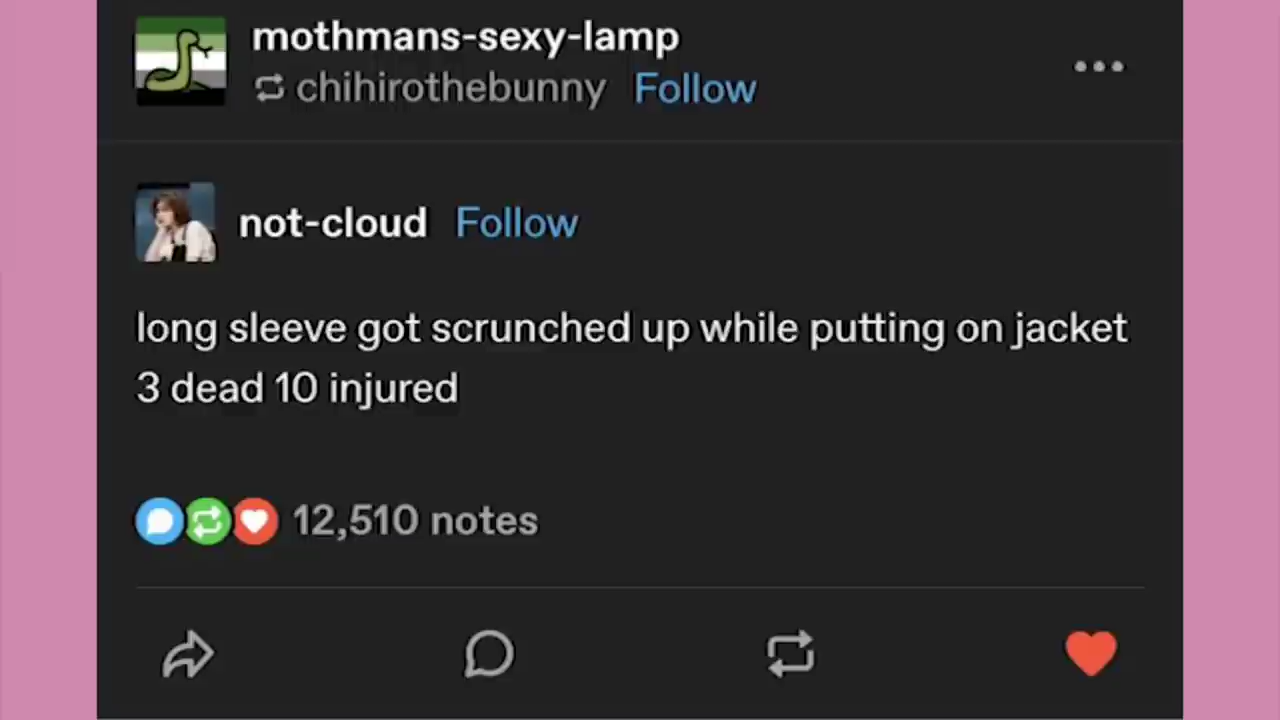 mothmans-sexy-lamp
chihirothebunny Follow
not-cloud Follow
long sleeve got scrunched up while putting on jacket
3 dead 10 injured
12,510 notes